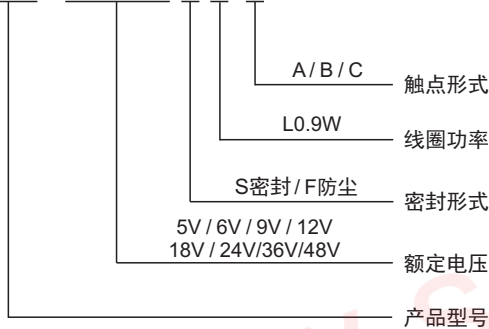 A / B / C 触点形式
L0.9W 线圈功率
S密封 / F防尘 密封形式
5V / 6V / 9V / 12V
18V / 24V/36V/48V 额定电压
产品型号